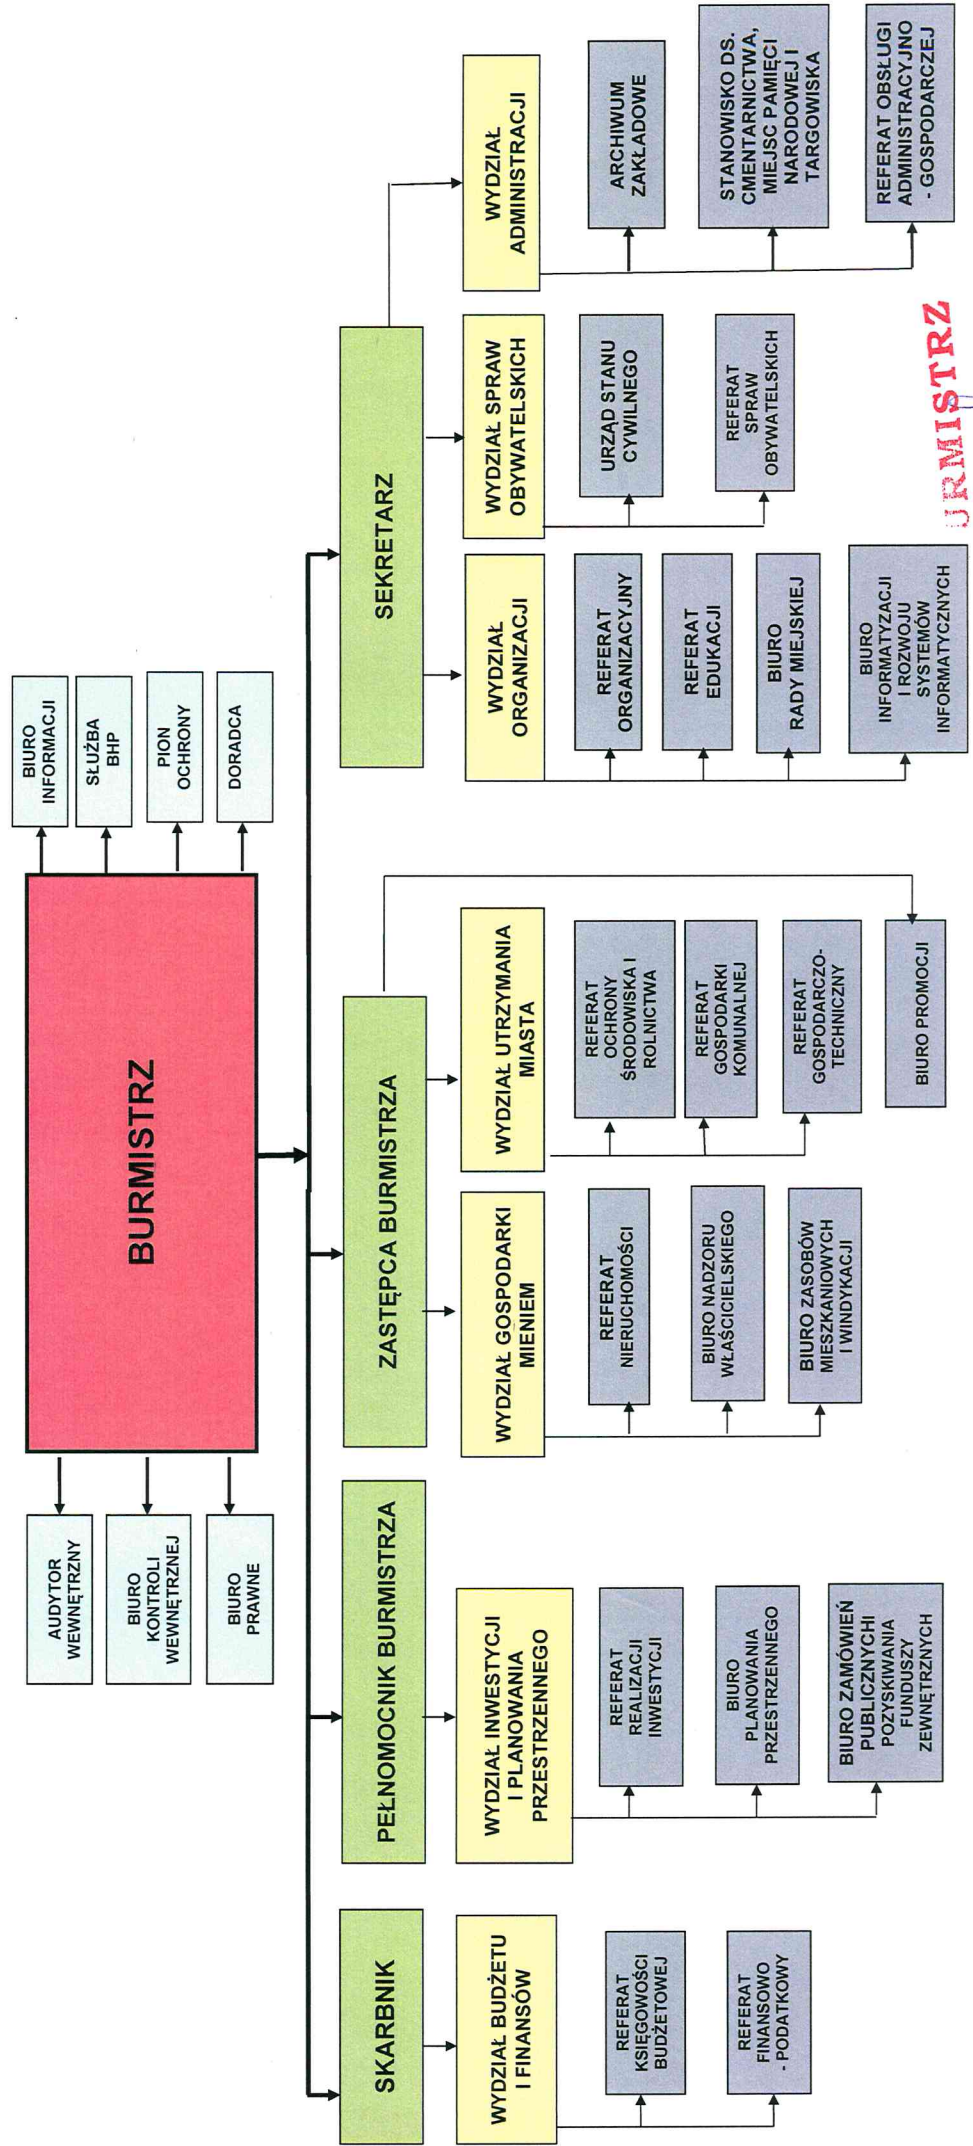 BURMISTRZ
AUDYTOR
WEWNĘTRZNY
BIURO
KONTROLI
WEWNĘTRZNEJ
BIURO
PRAWNE
BIURO
INFORMACJI
SŁUŻBA
BHP
PION
OCHRONY
DORADCA
SKARBNIK
WYDZIAŁ BUDŻETU
I FINANSÓW
REFERAT
KSIĘGOWOŚCI
BUDŻETOWEJ
REFERAT
FINANSOWO
- PODATKOWY
PEŁNOMOCNIK BURMISTRZA
WYDZIAŁ INWESTYCJI
I PLANOWANIA
PRZESTRZENNEGO
REFERAT
REALIZACJI
INWESTYCJI
BIURO
PLANOWANIA
PRZESTRZENNEGO
BIURO ZAMÓWIEŃ
PUBLICZNYCHI
POZYSKIWANIA
FUNDUSZY
ZEWNĘTRZNYCH
ZASTĘPCA BURMISTRZA
WYDZIAŁ GOSPODARKI
MIENIEM
REFERAT
NIERUCHOMOŚCI
BIURO NADZORU
WŁAŚCICIELSKIEGO
BIURO ZASOBÓW
MIESZKANIOWYCH
I WINDYKACJI
WYDZIAŁ UTRZYMANIA
MIASTA
REFERAT
OCHRONY
ŚRODOWISKA I
ROLNICTWA
REFERAT
GOSPODARKI
KOMUNALNEJ
REFERAT
GOSPODARCZO-
TECHNICZNY
BIURO PROMOCJI
SEKRETARZ
WYDZIAŁ
ORGANIZACJI
REFERAT
ORGANIZACYJNY
REFERAT
EDUKACJI
BIURO
RADY MIEJSKIEJ
BIURO
INFORMATYZACJI
I ROZWOJU
SYSTEMÓW
INFORMATYCZNYCH
WYDZIAŁ SPRAW
OBYWATELSKICH
URZĄD STANU
CYWILNEGO
REFERAT
SPRAW
OBYWATELSKICH
WYDZIAŁ
ADMINISTRACJI
ARCHIWUM
ZAKŁADOWE
STANOWISKO DS.
CMENTARNICTWA,
MIEJSC PAMIĘCI
NARODOWEJ I
TARGOWISKA
REFERAT OBSŁUGI
ADMINISTRACYJNO
- GOSPODARCZEJ
URMISTRZ